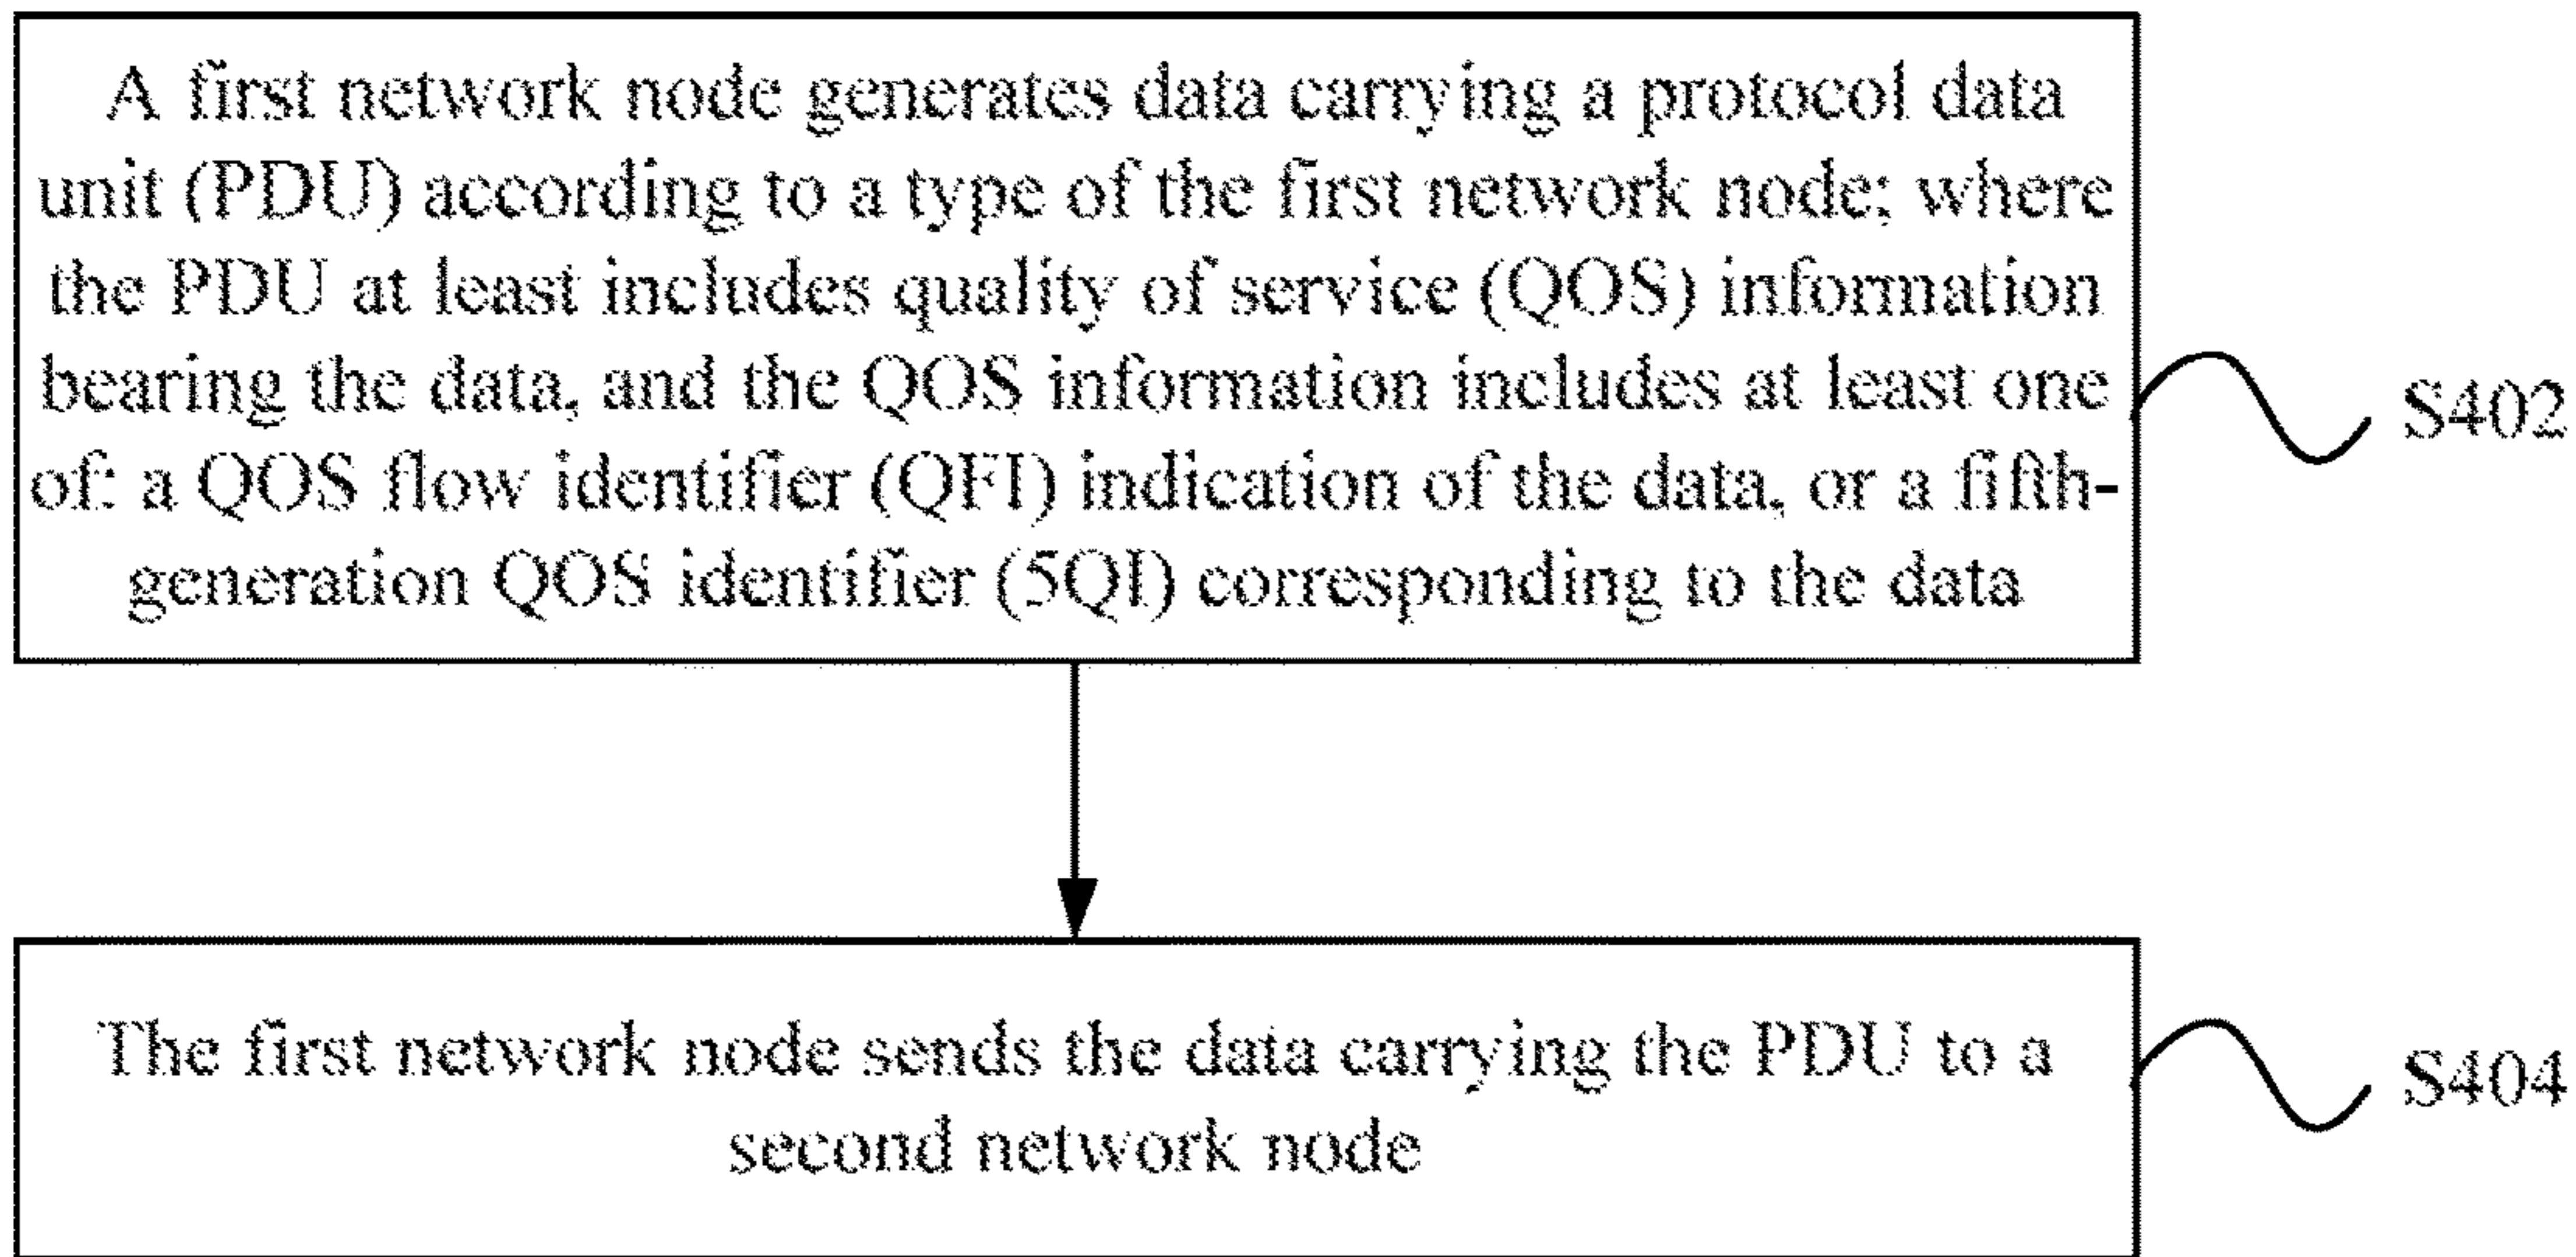 A first network node generates data carrying a protocol data
unit (PDU) according to a type of the first network node; where
the PDU at least includes quality of service (QOS) information
bearing the data, and the QOS information includes at least one
of: a QOS flow identifier (QFI) indication of the data, or a fifth-
generation QOS identifier (5QI) corresponding to the data
S402
The first network node sends the data carrying the PDU to a
second network node
S404